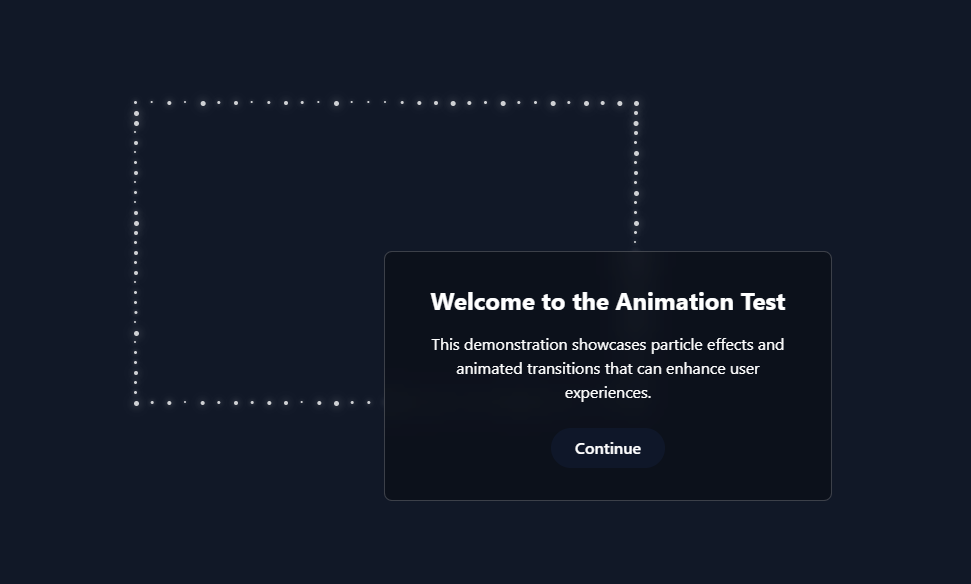 Welcome to the Animation Test
This demonstration showcases particle effects and
animated transitions that can enhance user
experiences.
Continue